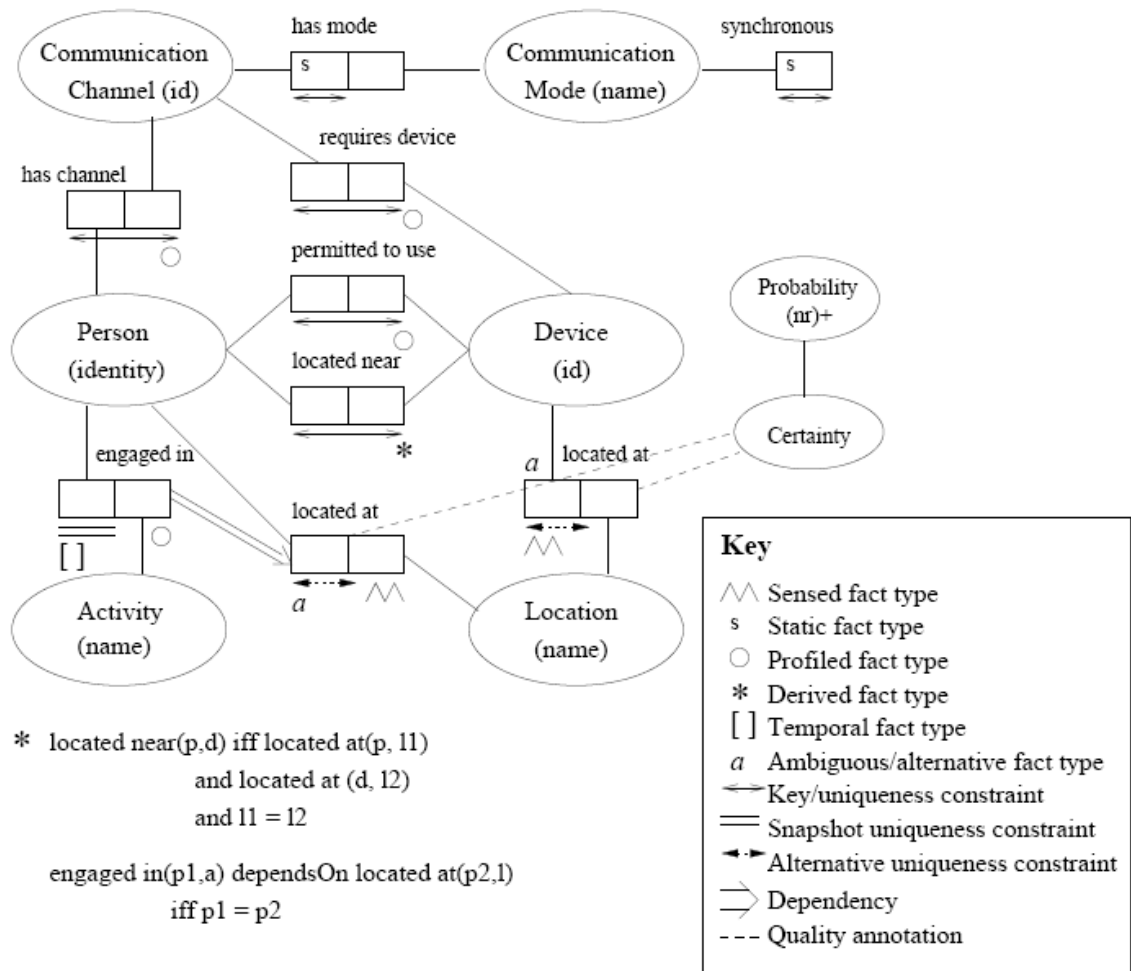 has mode
synchronous
Communication
Channel (id)
s
Communication
Mode (name)
s
requires device
has channel
permitted to use
Probability
(nr)+
Person
(identity)
located near
Device
(id)
*
Certainty
engaged in
a
located at
located at
[ ]
a
Activity
(name)
Location
(name)
Key
Sensed fact type
s Static fact type
Profiled fact type
* Derived fact type
[ ] Temporal fact type
a Ambiguous/alternative fact type
Key/uniqueness constraint
Snapshot uniqueness constraint
Alternative uniqueness constraint
Dependency
Quality annotation
* located near(p,d) iff located at(p, l1)
and located at (d, l2)
and l1 = l2
engaged in(p1,a) dependsOn located at(p2,l)
iff p1 = p2